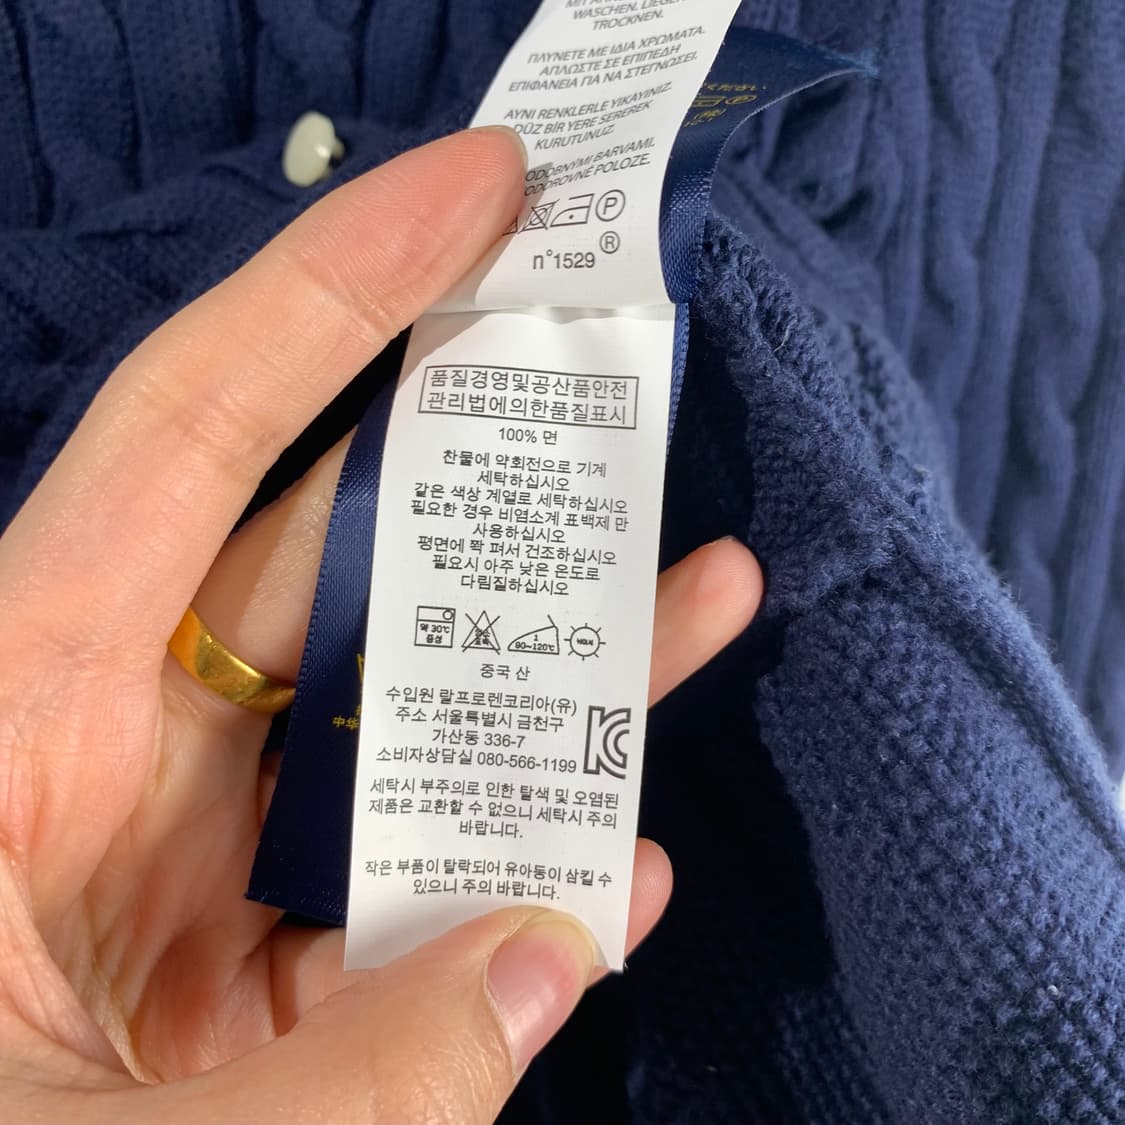 WASCHEN. LIEGEN
TROCKNEN.
ΠΛΥΝΕΤΕ ΜΕ ΙΔΙΑ ΧΡΩΜΑΤΑ.
ΑΠΛΩΣΤΕ ΣΕ ΕΠΙΠΕΔΗ
ΕΠΙΦΑΝΕΙΑ ΓΙΑ ΝΑ ΣΤΕΓΝΩΣΕΙ.
AYNI RENKLERLE YIKAYINIZ.
DÜZ BİR YERE SEREREK
KURUTUNUZ.
BARVAMI.
POLOZE.
P
n°1529 ®
품질경영및공산품안전
관리법에의한품질표시
100% 면
찬물에 약회전으로 기계
세탁하십시오
같은 색상 계열로 세탁하십시오
필요한 경우 비염소계 표백제 만
사용하십시오
평면에 쫙 펴서 건조하십시오
필요시 아주 낮은 온도로
다림질하십시오
약 30℃
중성
1
80~120℃
중국 산
수입원 랄프로렌코리아(유)
주소 서울특별시 금천구
가산동 336-7
소비자상담실 080-566-1199
세탁시 부주의로 인한 탈색 및 오염된
제품은 교환할 수 없으니 세탁시 주의
바랍니다.
작은 부품이 탈락되어 유아둥이 삼킬 수
있으니 주의 바랍니다.